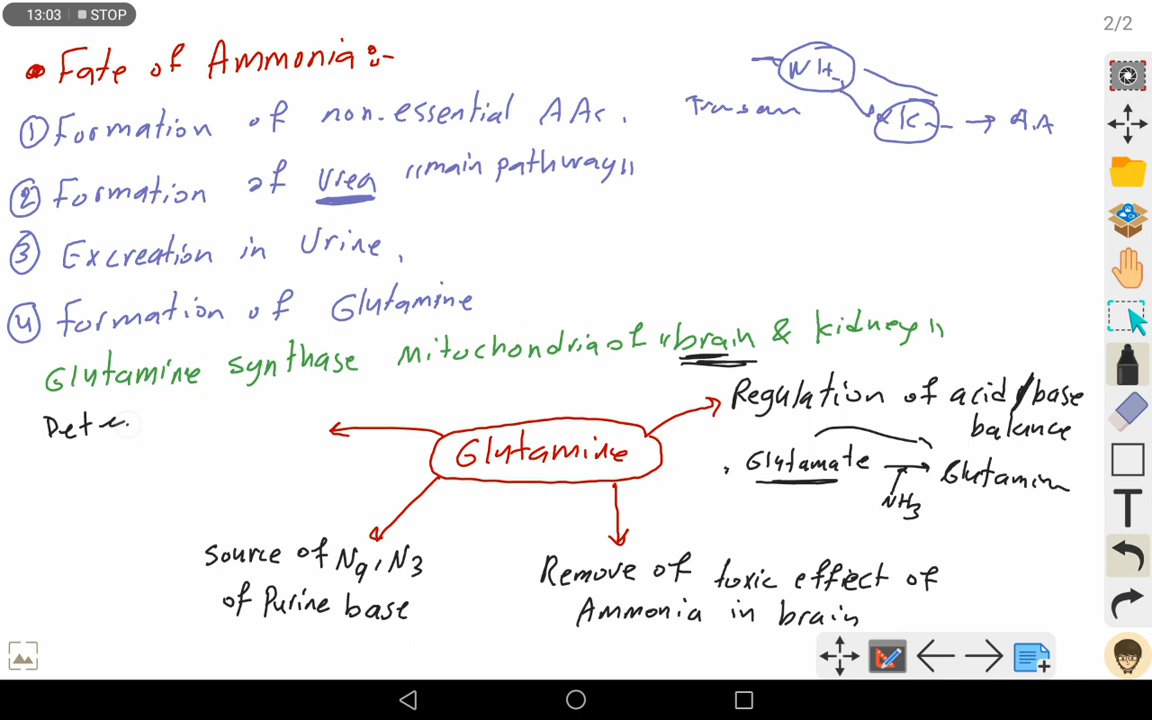 13:03 STOP
2/2
Fate of Ammonia:-
① Formation of non-essential AAc.
NH
Transam
K → A.A
② Formation of Urea "main pathway"
③ Excreation in Urine.
④ Formation of Glutamine
Glutamine synthase Mitochondria of "brain & kidney"
Dete
Glutamine
Regulation of acid/base
balance
Glutamate → Glutamin
NH3
Source of N9, N3
of Purine base
Remove of toxic effect of
Ammonia in brain
T